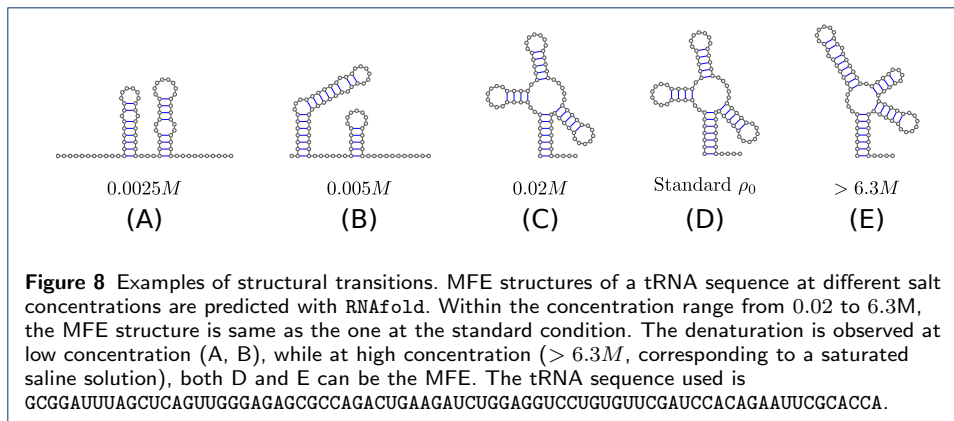 0.0025M 0.005M 0.02M Standard ρ₀ > 6.3M
(A) (B) (C) (D) (E)
Figure 8 Examples of structural transitions. MFE structures of a tRNA sequence at different salt
concentrations are predicted with RNAfold. Within the concentration range from 0.02 to 6.3M,
the MFE structure is same as the one at the standard condition. The denaturation is observed at
low concentration (A, B), while at high concentration (> 6.3M, corresponding to a saturated
saline solution), both D and E can be the MFE. The tRNA sequence used is
GCGGAUUUAGCUCAGUUGGGAGAGCGCCAGACUGAAGAUCUGGAGGUCCUGUGUUCGAUCCACAGAAUUCGCACCA.